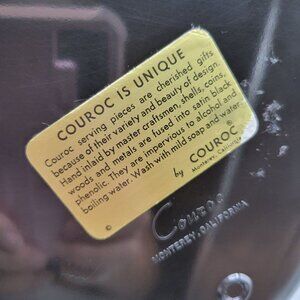 COUROC IS UNIQUE
Couroc serving pieces are cherished gifts
because of their variety and beauty of design.
Hand inlaid by master craftsmen, shells, coins,
woods and metals are fused into satin black
phenolic. They are impervious to alcohol and
boiling water. Wash with mild soap and water.
by COUROC
Monterey, California
©
Couroc
MONTEREY, CALIFORNIA